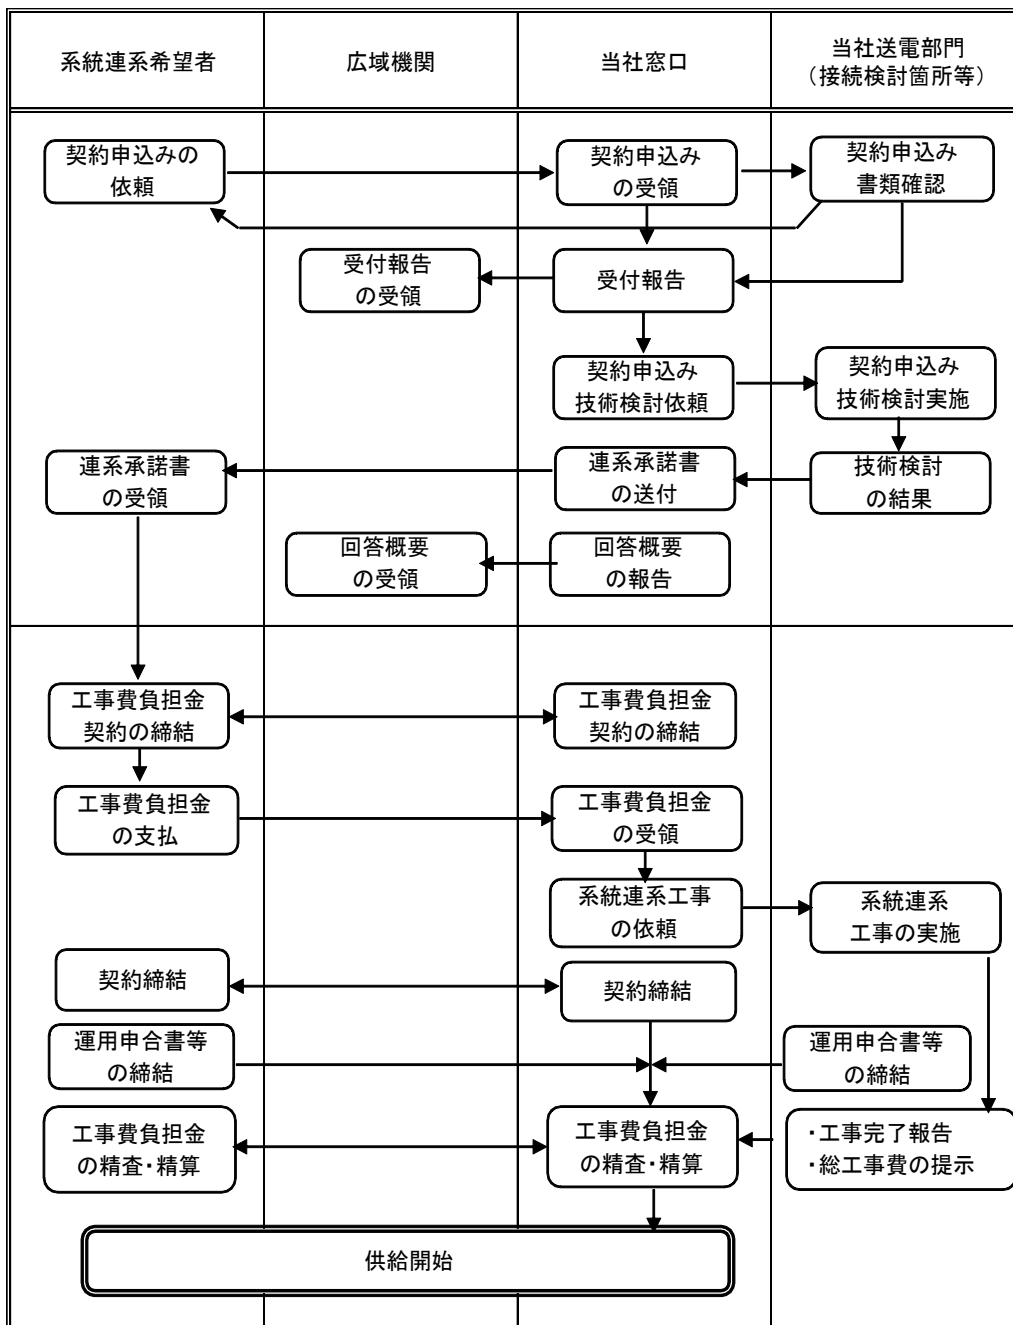 系統連系希望者
広域機関
当社窓口
当社送電部門
（接続検討箇所等）
契約申込みの
依頼
契約申込み
の受領
契約申込み
書類確認
受付報告
の受領
受付報告
契約申込み
技術検討依頼
契約申込み
技術検討実施
連系承諾書
の受領
連系承諾書
の送付
技術検討
の結果
回答概要
の受領
回答概要
の報告
工事費負担金
契約の締結
工事費負担金
契約の締結
工事費負担金
の支払
工事費負担金
の受領
系統連系工事
の依頼
系統連系
工事の実施
契約締結
契約締結
運用申合書等
の締結
運用申合書等
の締結
工事費負担金
の精査・精算
工事費負担金
の精査・精算
・工事完了報告
・総工事費の提示
供給開始